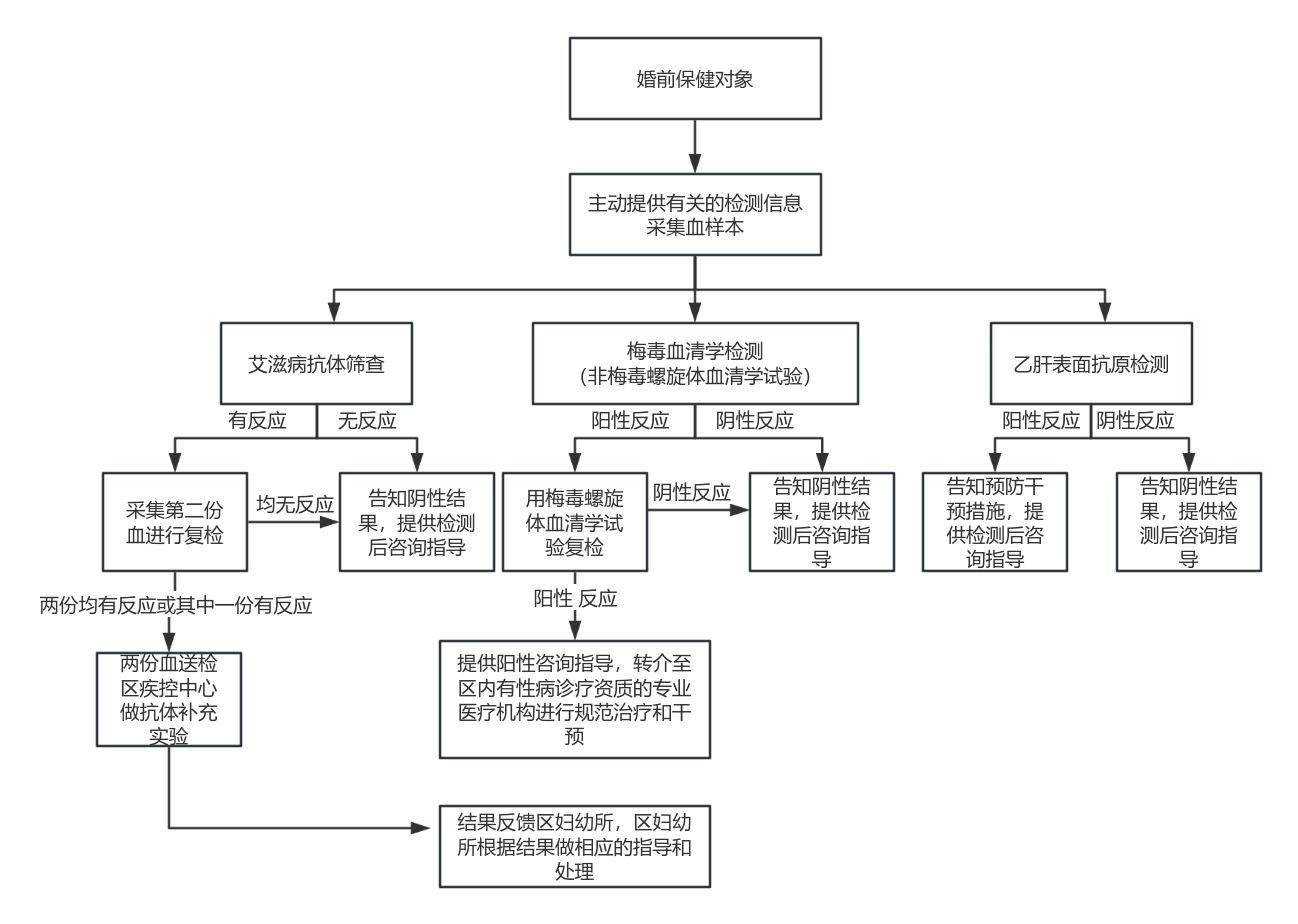 婚前保健对象
主动提供有关的检测信息
采集血样本
艾滋病抗体筛查
梅毒血清学检测
（非梅毒螺旋体血清学试验）
乙肝表面抗原检测
有反应
无反应
阳性反应
阴性反应
阳性反应
阴性反应
采集第二份
血进行复检
均无反应
告知阴性结
果，提供检测
后咨询指导
用梅毒螺旋
体血清学试
验复检
阴性反应
告知阴性结
果，提供检
测后咨询指
导
告知预防干
预措施，提
供检测后咨
询指导
告知阴性结
果，提供检
测后咨询指
导
两份均有反应或其中一份有反应
阳性 反应
两份血送检
区疾控中心
做抗体补充
实验
提供阳性咨询指导，转介至
区内有性病诊疗资质的专业
医疗机构进行规范治疗和干
预
结果反馈区妇幼所，区妇幼
所根据结果做相应的指导和
处理